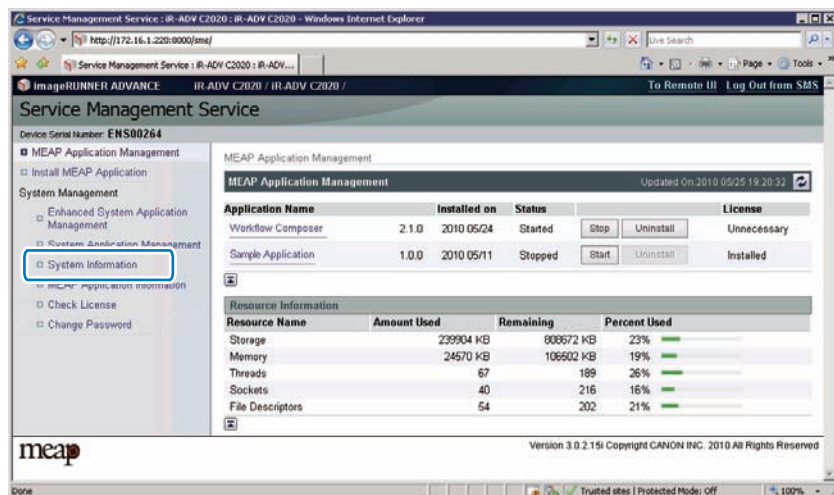 Service Management Service : iR-ADV C2020 : iR-ADV C2020 - Windows Internet Explorer
http://172.16.1.220:8000/sms/
Live Search
Service Management Service : iR-ADV C2020 : iR-ADV...
Page
Tools
imageRUNNER ADVANCE iR-ADV C2020 / iR-ADV C2020 /
To Remote UI Log Out from SMS
Service Management Service
Device Serial Number: ENS00264
MEAP Application Management
Install MEAP Application
System Management
Enhanced System Application
Management
System Application Management
System Information
MEAP Application Information
Check License
Change Password
MEAP Application Management
MEAP Application Management Updated On:2010 05/25 19:20:32
Application Name Installed on Status License
Workflow Composer 2.1.0 2010 05/24 Started Stop Uninstall Unnecessary
Sample Application 1.0.0 2010 05/11 Stopped Start Uninstall Installed
Resource Information
Resource Name Amount Used Remaining Percent Used
Storage 239904 KB 808672 KB 23%
Memory 24570 KB 106502 KB 19%
Threads 67 189 26%
Sockets 40 216 16%
File Descriptors 54 202 21%
meap
Version 3.0.2.15i Copyright CANON INC. 2010 All Rights Reserved
Done
Trusted sites | Protected Mode: Off
100%